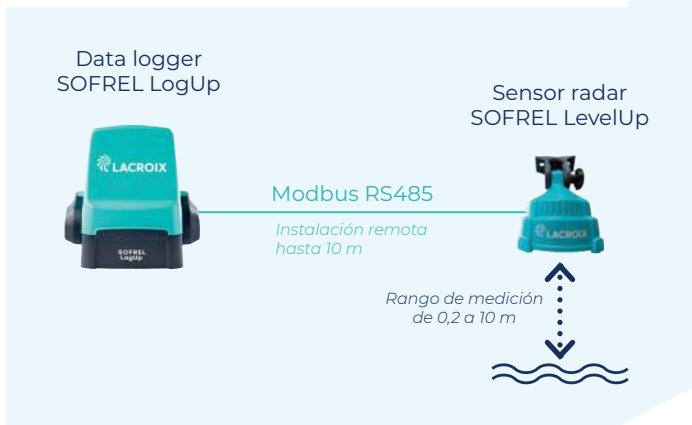 Data logger
SOFREL LogUp
Sensor radar
SOFREL LevelUp
LACROIX
Modbus RS485
Instalación remota
hasta 10 m
SOFREL
LogUp
LACROIX
Rango de medición
de 0,2 a 10 m